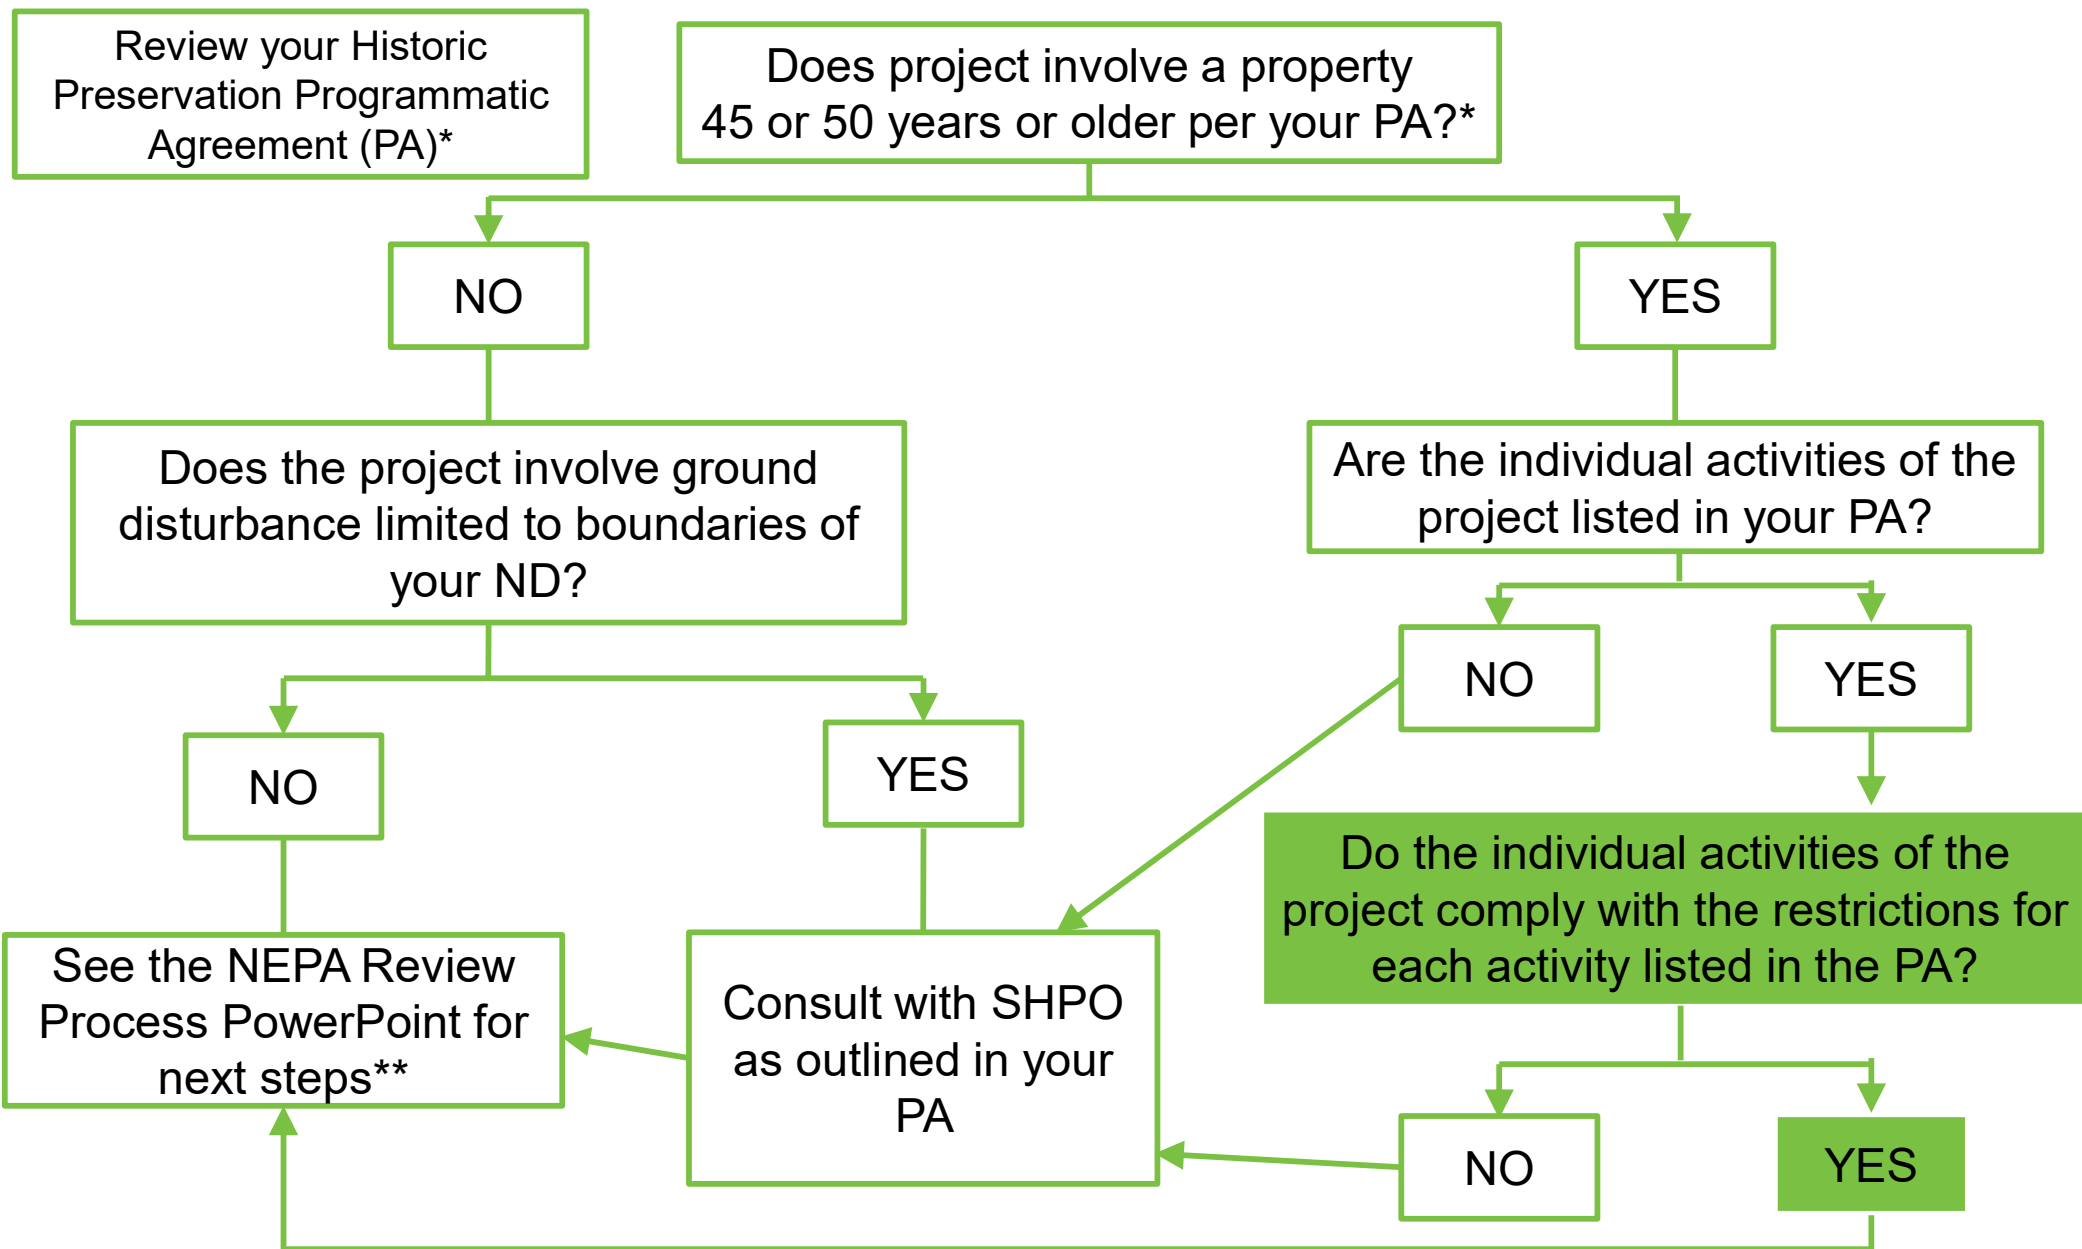 Review your Historic
Preservation Programmatic
Agreement (PA)*
Does project involve a property
45 or 50 years or older per your PA?*
NO
YES
Does the project involve ground
disturbance limited to boundaries of
your ND?
Are the individual activities of the
project listed in your PA?
NO
YES
NO
YES
Do the individual activities of the
project comply with the restrictions for
each activity listed in the PA?
See the NEPA Review
Process PowerPoint for
next steps**
Consult with SHPO
as outlined in your
PA
NO
YES